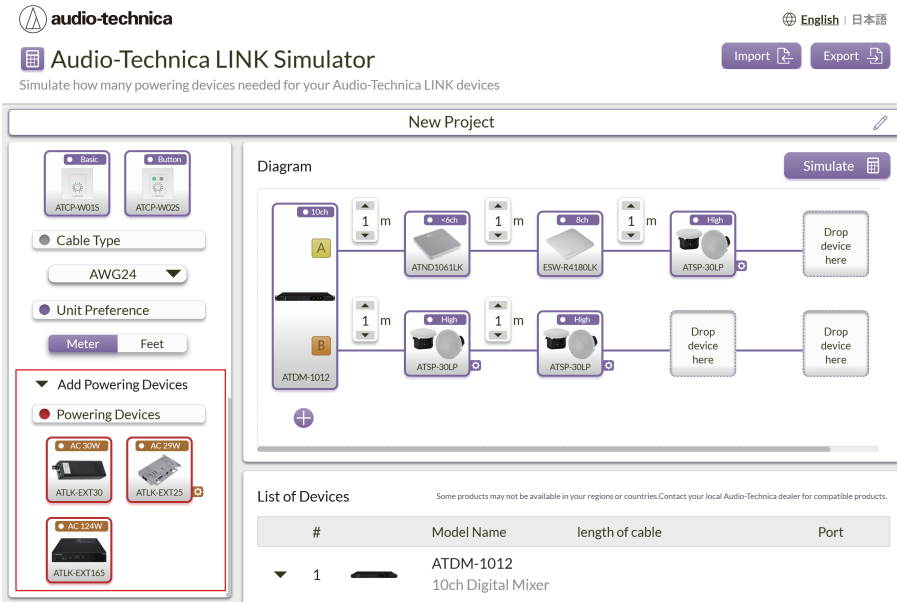 audio-technica
English | 日本語
Audio-Technica LINK Simulator
Import
Export
Simulate how many powering devices needed for your Audio-Technica LINK devices
New Project
Basic
ATCP-W01S
Button
ATCP-W02S
Cable Type
AWG24
Unit Preference
Meter
Feet
Add Powering Devices
Powering Devices
AC 30W
ATLK-EXT30
AC 29W
ATLK-EXT25
AC 124W
ATLK-EXT165
Diagram
Simulate
10ch
A
B
ATDM-1012
1 m
<6ch
ATND1061LK
1 m
8ch
ESW-R4180LK
1 m
High
ATSP-30LP
Drop
device
here
1 m
High
ATSP-30LP
1 m
High
ATSP-30LP
Drop
device
here
Drop
device
here
List of Devices
Some products may not be available in your regions or countries.Contact your local Audio-Technica dealer for compatible products.
# Model Name length of cable Port
1
ATDM-1012
10ch Digital Mixer